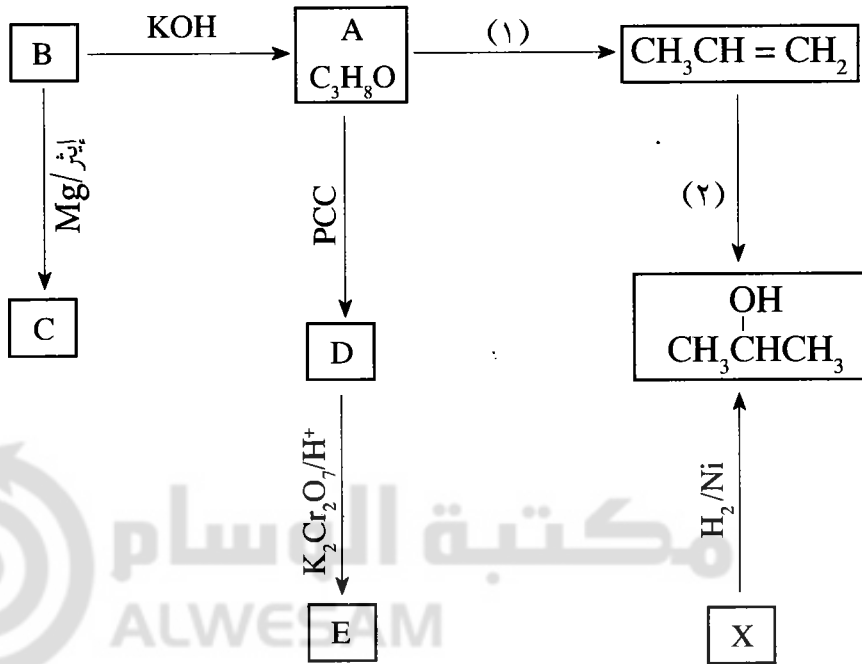 B
KOH
A
C₃H₈O
(١)
CH₃CH = CH₂
Mg/إيثر
PCC
(٢)
C
D
OH
CH₃CHCH₃
K₂Cr₂O₇/H⁺
H₂/Ni
مكتبة الوسام
ALWESAM
E
X